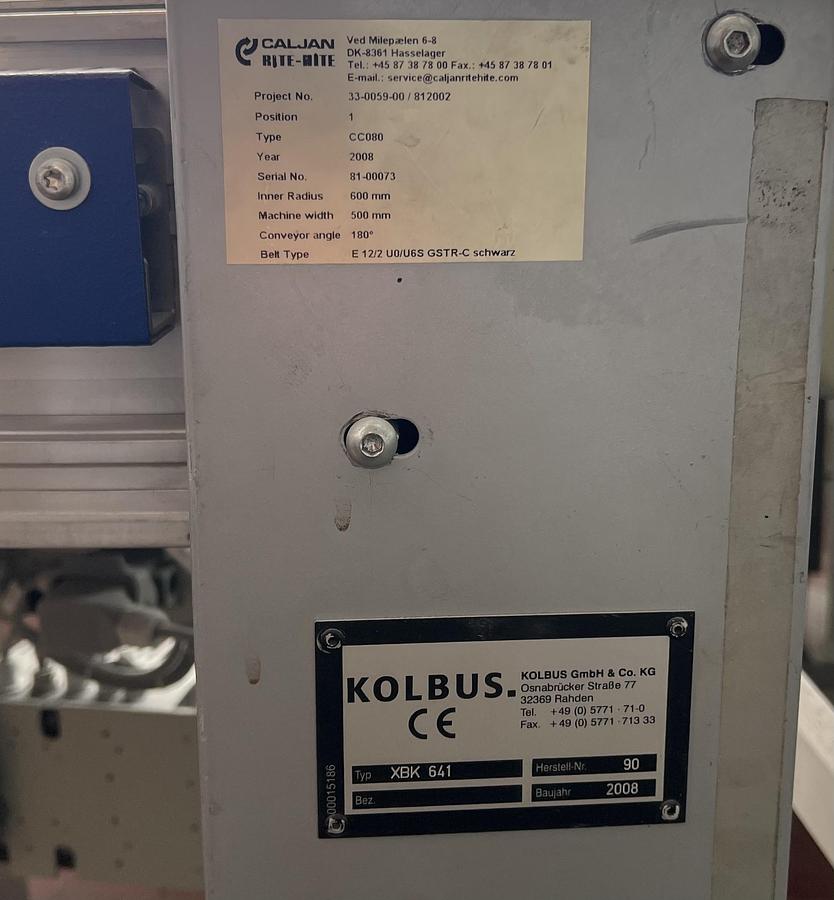 CALJAN
RITE-HITE
Ved Milepælen 6-8
DK-8361 Hasselager
Tel.: +45 87 38 78 00 Fax.: +45 87 38 78 01
E-mail.: service@caljanritehite.com
Project No. 33-0059-00 / 812002
Position 1
Type CC080
Year 2008
Serial No. 81-00073
Inner Radius 600 mm
Machine width 500 mm
Conveyor angle 180°
Belt Type E 12/2 U0/U6S GSTR-C schwarz
KOLBUS.
CE
KOLBUS GmbH & Co. KG
Osnabrücker Straße 77
32369 Rahden
Tel. +49 (0) 5771 · 71-0
Fax. +49 (0) 5771 · 713 33
Typ XBK 641
Herstell-Nr. 90
Bez.
Baujahr 2008
00015186